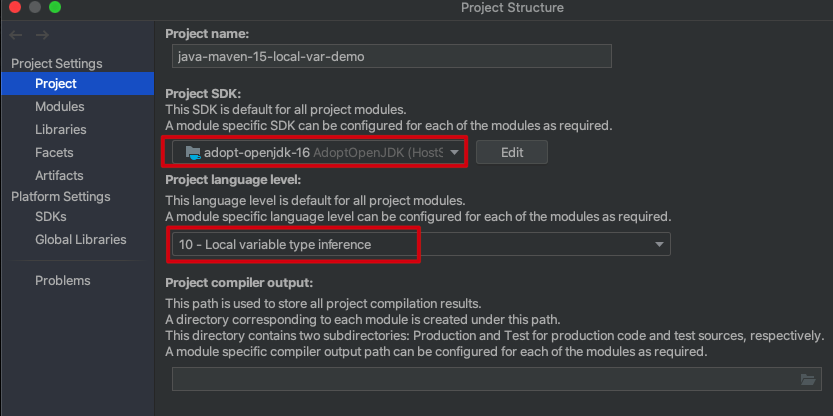 Project Structure
Project Settings
Project
Modules
Libraries
Facets
Artifacts
Platform Settings
SDKs
Global Libraries
Problems
Project name:
java-maven-15-local-var-demo
Project SDK:
This SDK is default for all project modules.
A module specific SDK can be configured for each of the modules as required.
adopt-openjdk-16 AdoptOpenJDK (HotS
Edit
Project language level:
This language level is default for all project modules.
A module specific language level can be configured for each of the modules as required.
10 - Local variable type inference
Project compiler output:
This path is used to store all project compilation results.
A directory corresponding to each module is created under this path.
This directory contains two subdirectories: Production and Test for production code and test sources, respectively.
A module specific compiler output path can be configured for each of the modules as required.